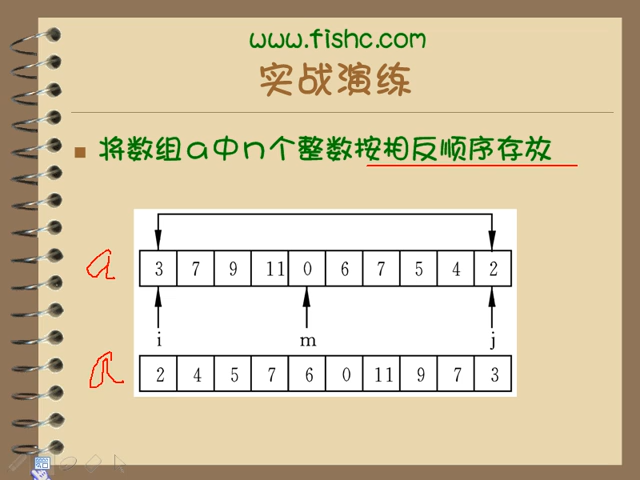 www.fishc.com
实战演练
将数组a中n个整数按相反顺序存放
a 3 7 9 11 0 6 7 5 4 2
i m j
a 2 4 5 7 6 0 11 9 7 3